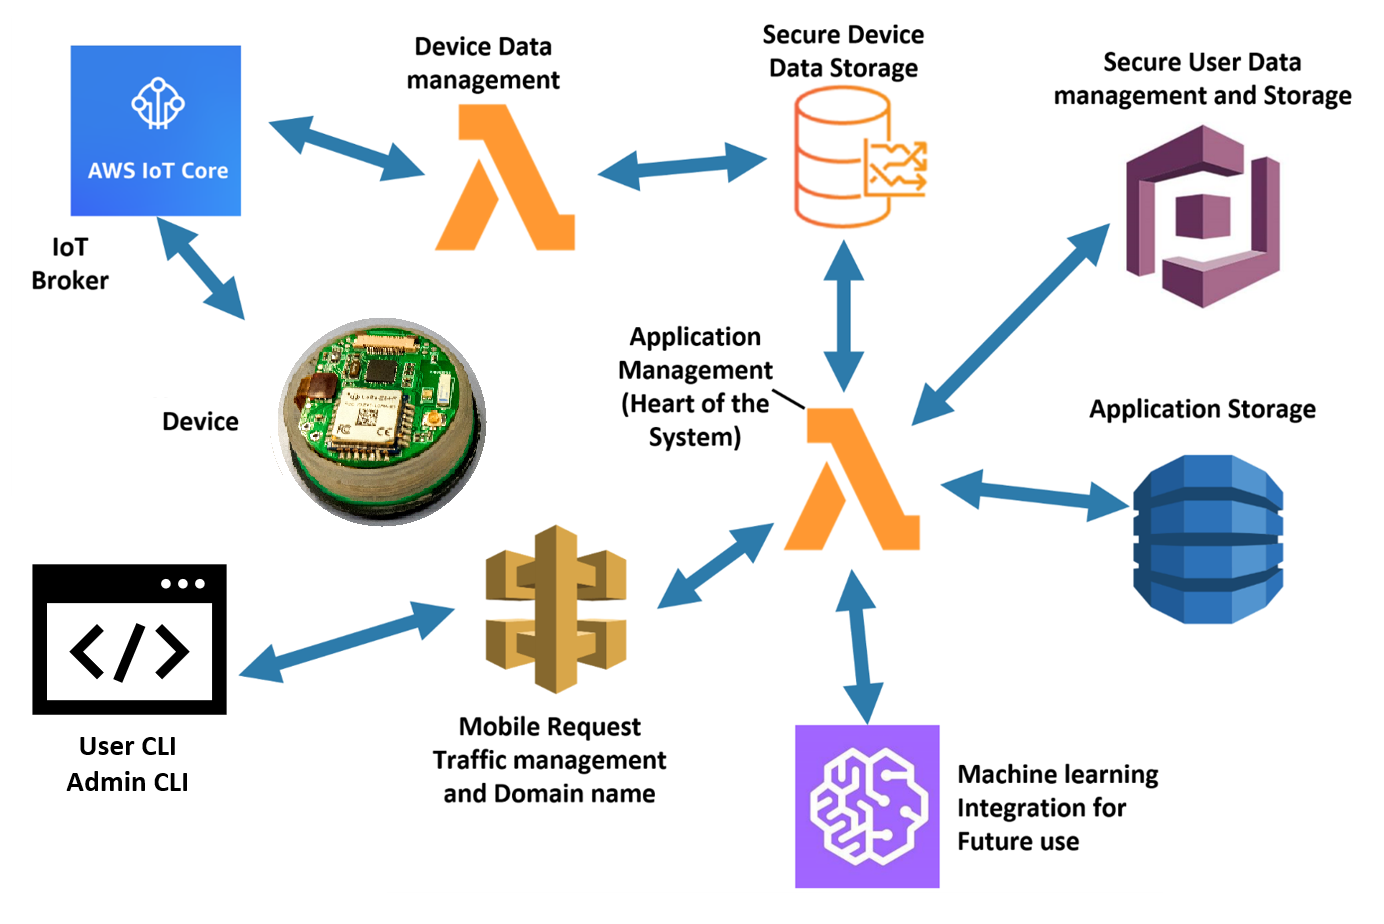 Device Data
management
Secure Device
Data Storage
Secure User Data
management and Storage
AWS IoT Core
IoT
Broker
Device
Application
Management
(Heart of the
System)
Application Storage
User CLI
Admin CLI
Mobile Request
Traffic management
and Domain name
Machine learning
Integration for
Future use